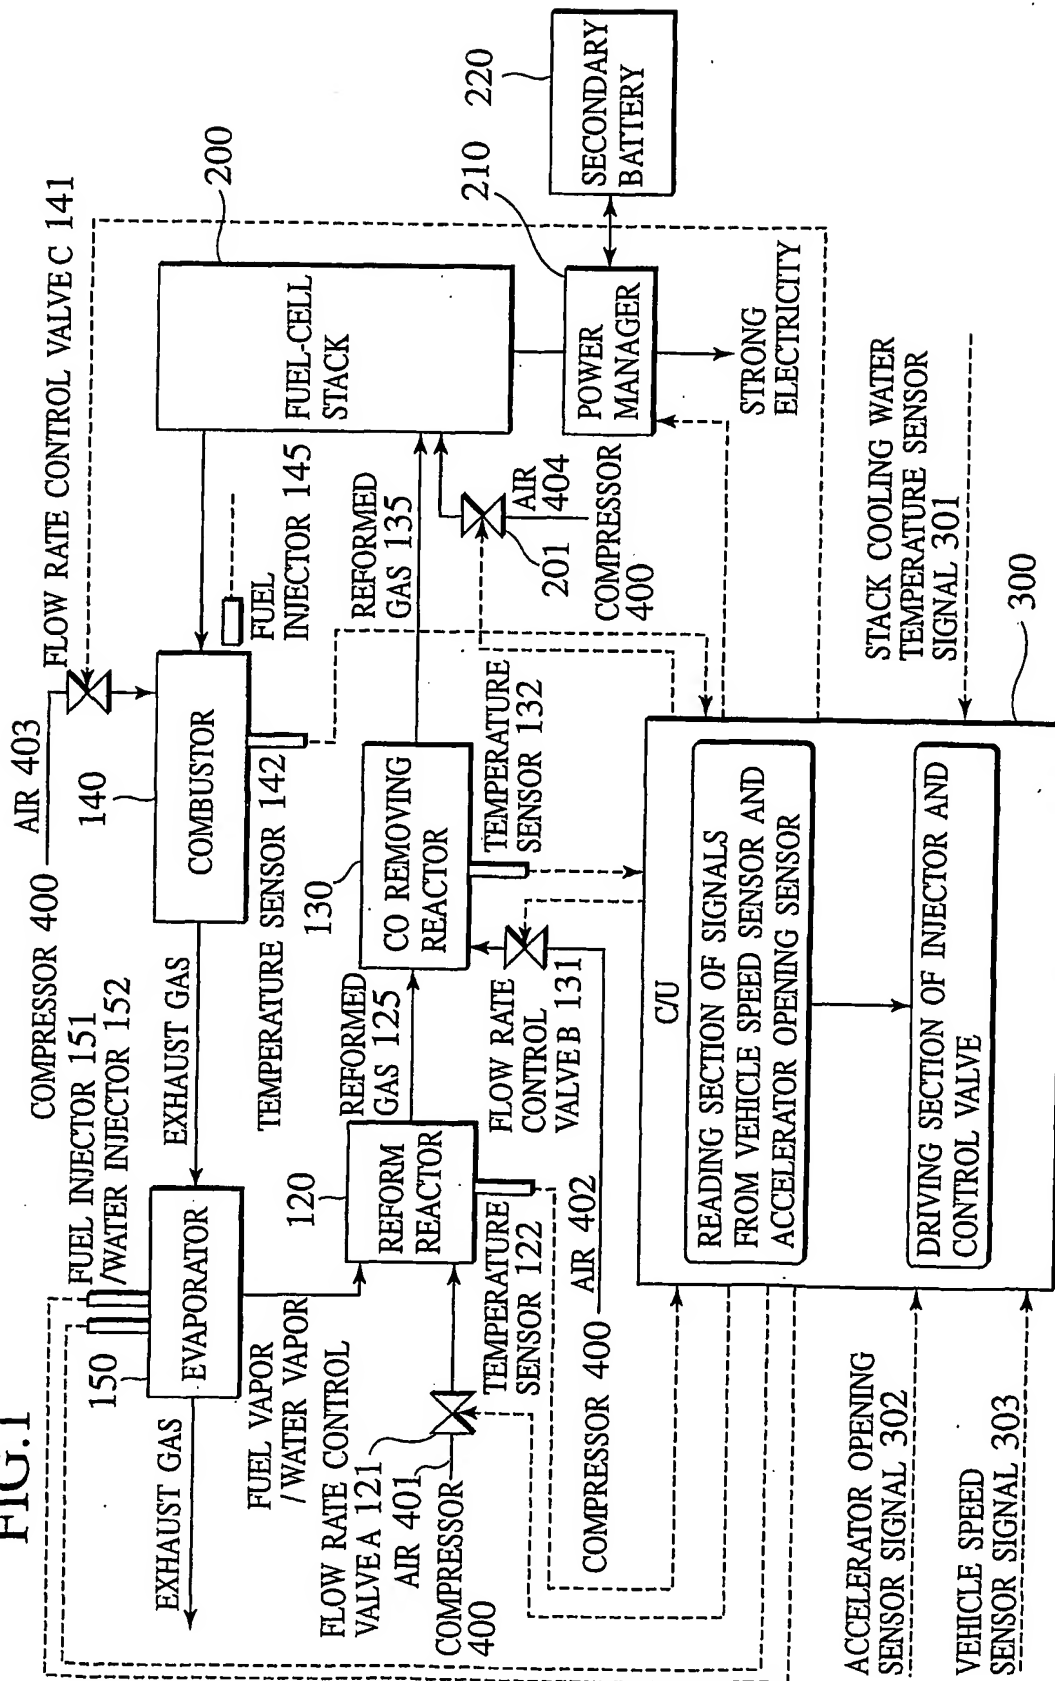 FIG.1
COMPRESSOR 400
AIR 403
FLOW RATE CONTROL VALVE C 141
FUEL INJECTOR 151
/WATER INJECTOR 152
150
EVAPORATOR
EXHAUST GAS
EXHAUST GAS
140
COMBUSTOR
TEMPERATURE SENSOR 142
FUEL
INJECTOR 145
200
FUEL-CELL
STACK
220
SECONDARY
BATTERY
210
POWER
MANAGER
STRONG
ELECTRICITY
FUEL VAPOR
/WATER VAPOR
120
REFORM
REACTOR
REFORMED
GAS 125
130
CO REMOVING
REACTOR
REFORMED
GAS 135
201
AIR
404
COMPRESSOR
400
FLOW RATE CONTROL
VALVE A 121
AIR 401
COMPRESSOR
400
TEMPERATURE
SENSOR 122
FLOW RATE
CONTROL
VALVE B 131
TEMPERATURE
SENSOR 132
COMPRESSOR 400
AIR 402
C/U
READING SECTION OF SIGNALS
FROM VEHICLE SPEED SENSOR AND
ACCELERATOR OPENING SENSOR
DRIVING SECTION OF INJECTOR AND
CONTROL VALVE
300
STACK COOLING WATER
TEMPERATURE SENSOR
SIGNAL 301
ACCELERATOR OPENING
SENSOR SIGNAL 302
VEHICLE SPEED
SENSOR SIGNAL 303